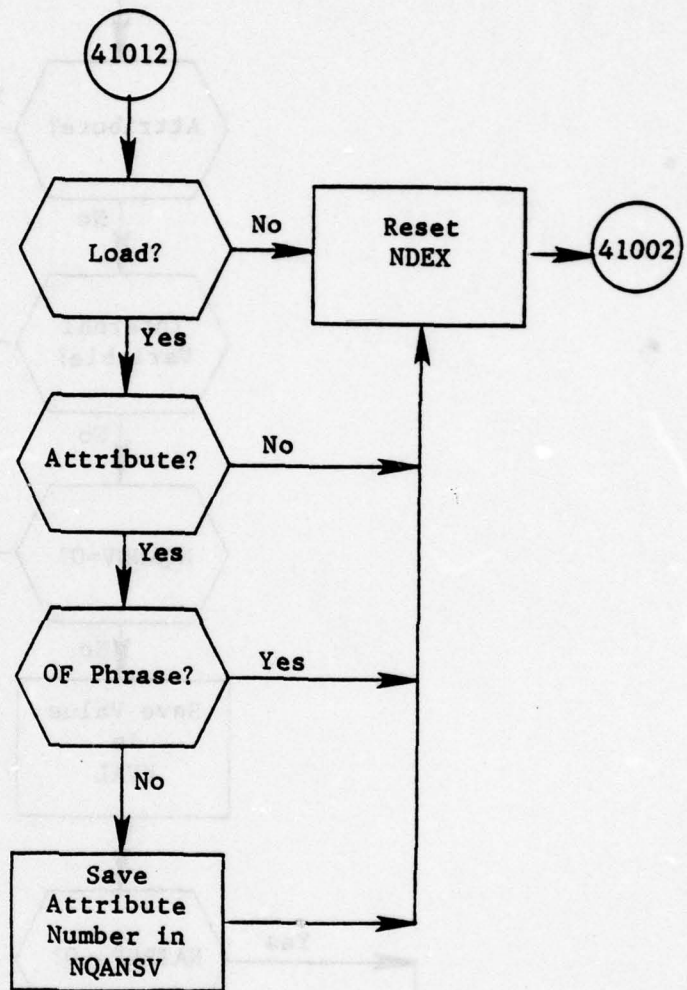 41012
Load?
No
Reset
NDEX
41002
Yes
Attribute?
No
Yes
OF Phrase?
Yes
No
Save
Attribute
Number in
NQANSV